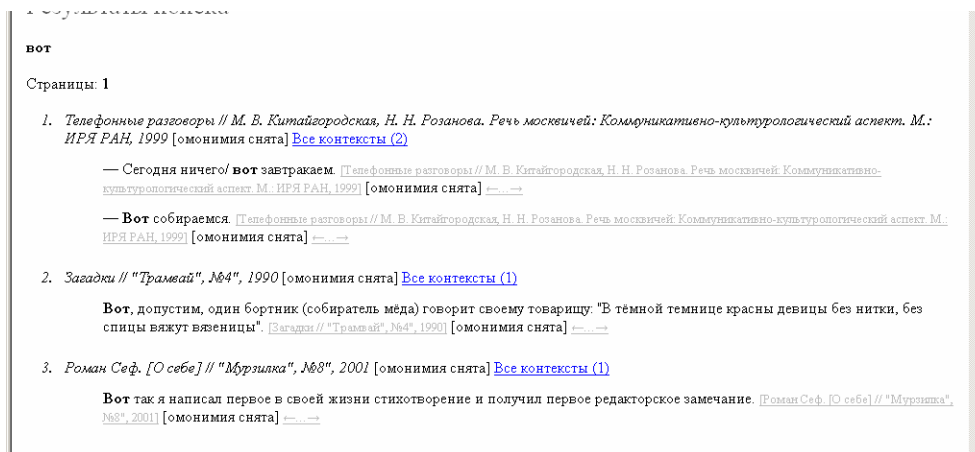 Результаты поиска
вот
Страницы: 1
1. Телефонные разговоры // М. В. Китайгородская, Н. Н. Розанова. Речь москвичей: Коммуникативно-культурологический аспект. М.:
ИРЯ РАН, 1999 [омонимия снята] Все контексты (2)
— Сегодня ничего/ вот завтракаем. [Телефонные разговоры // М. В. Китайгородская, Н. Н. Розанова. Речь москвичей: Коммуникативно-
культурологический аспект. М.: ИРЯ РАН, 1999] [омонимия снята] ←...→
— Вот собираемся. [Телефонные разговоры // М. В. Китайгородская, Н. Н. Розанова. Речь москвичей: Коммуникативно-культурологический аспект. М.:
ИРЯ РАН, 1999] [омонимия снята] ←...→
2. Загадки // "Трамвай", №4", 1990 [омонимия снята] Все контексты (1)
Вот, допустим, один бортник (собиратель мёда) говорит своему товарищу: "В тёмной темнице красны девицы без нитки, без
спицы вяжут вязеницы". [Загадки // "Трамвай", №4", 1990] [омонимия снята] ←...→
3. Роман Сеф. [О себе] // "Мурзилка", №8", 2001 [омонимия снята] Все контексты (1)
Вот так я написал первое в своей жизни стихотворение и получил первое редакторское замечание. [Роман Сеф. [О себе] // "Мурзилка",
№8", 2001] [омонимия снята] ←...→